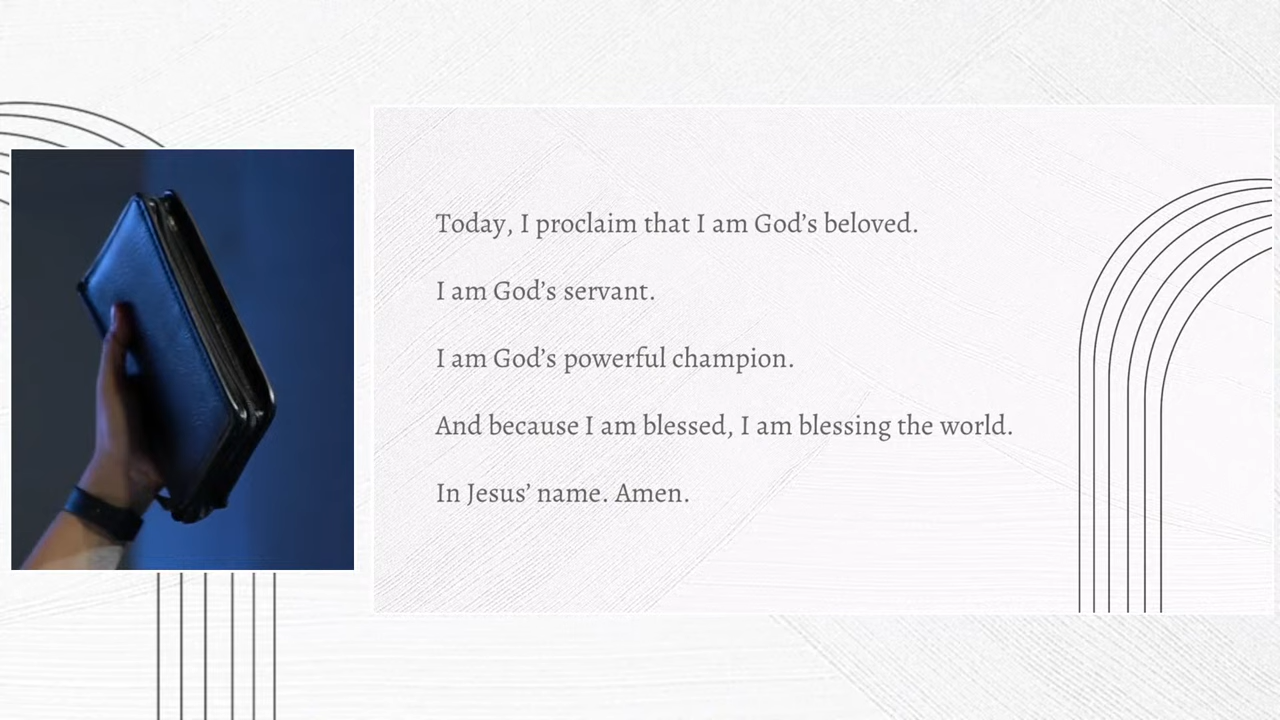 Today, I proclaim that I am God’s beloved.
I am God’s servant.
I am God’s powerful champion.
And because I am blessed, I am blessing the world.
In Jesus’ name. Amen.